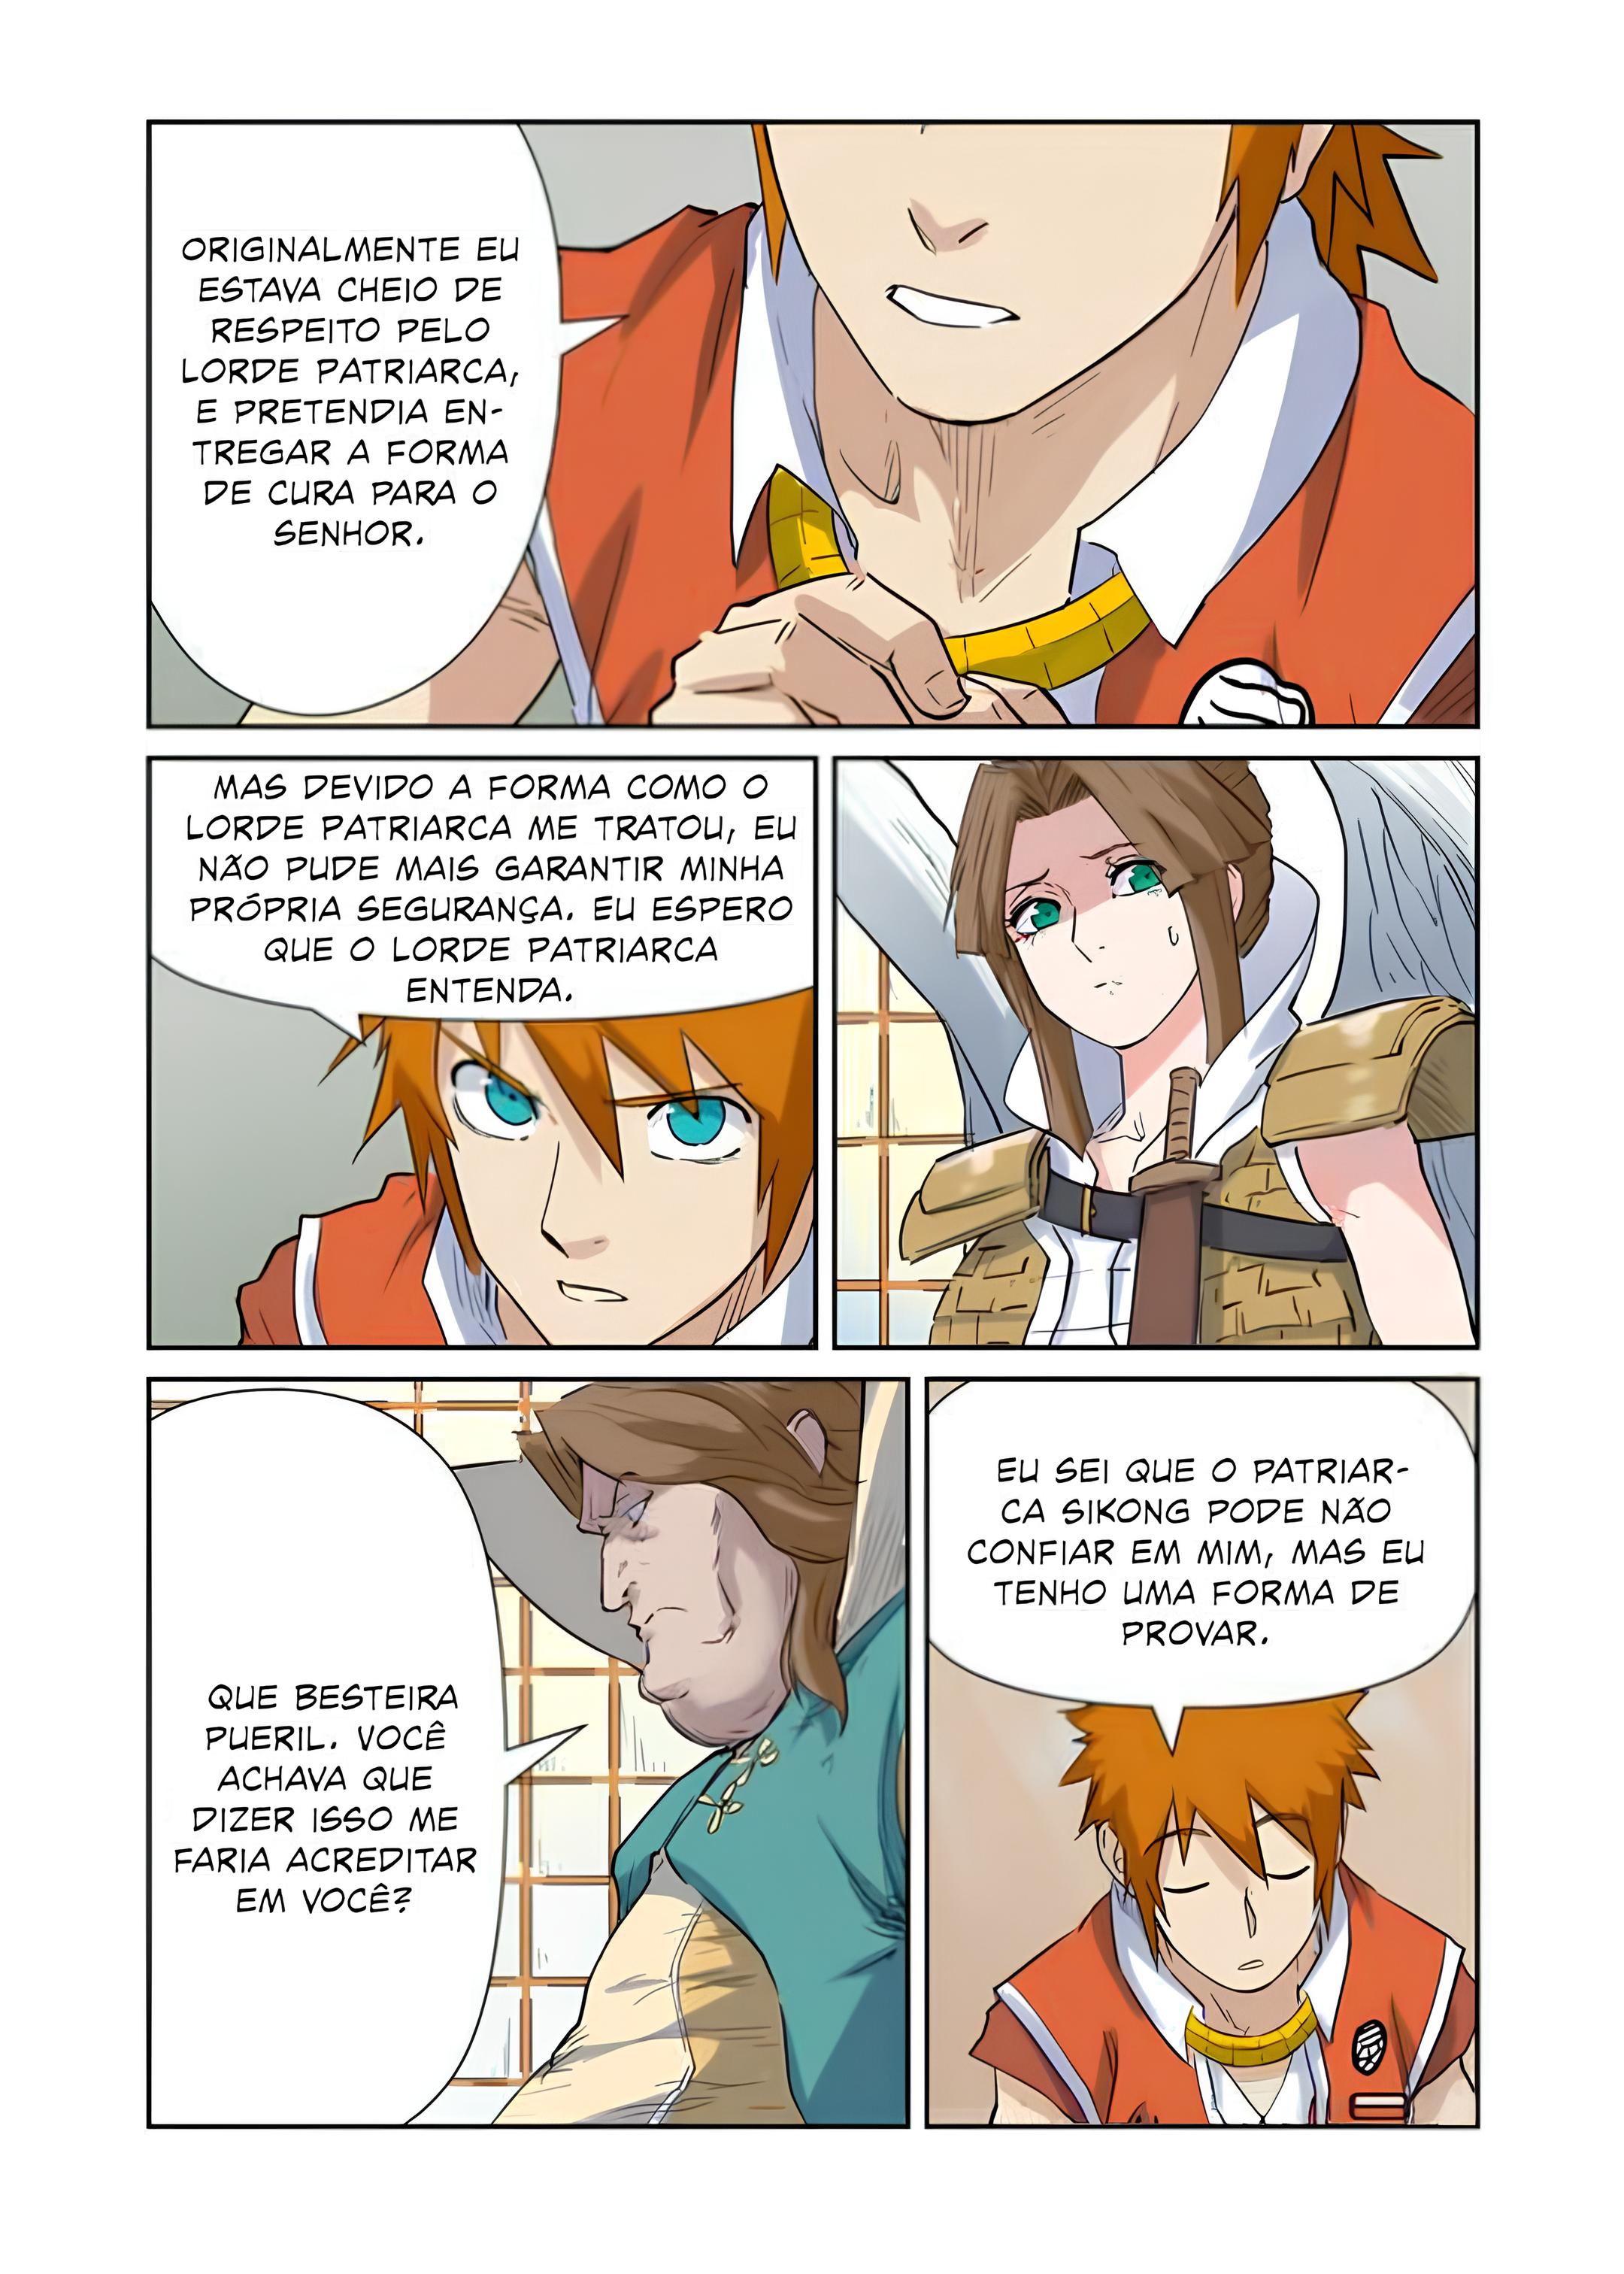 ORIGINALMENTE EU
ESTAVA CHEIO DE
RESPEITO PELO
LORDE PATRIARCA,
E PRETENDIA EN-
TREGAR A FORMA
DE CURA PARA O
SENHOR.
MAS DEVIDO A FORMA COMO O
LORDE PATRIARCA ME TRATOU, EU
NÃO PUDE MAIS GARANTIR MINHA
PRÓPRIA SEGURANÇA. EU ESPERO
QUE O LORDE PATRIARCA
ENTENDA.
QUE BESTEIRA
PUERIL. VOCÊ
ACHAVA QUE
DIZER ISSO ME
FARIA ACREDITAR
EM VOCÊ?
EU SEI QUE O PATRIAR-
CA SIKONG PODE NÃO
CONFIAR EM MIM, MAS EU
TENHO UMA FORMA DE
PROVAR.